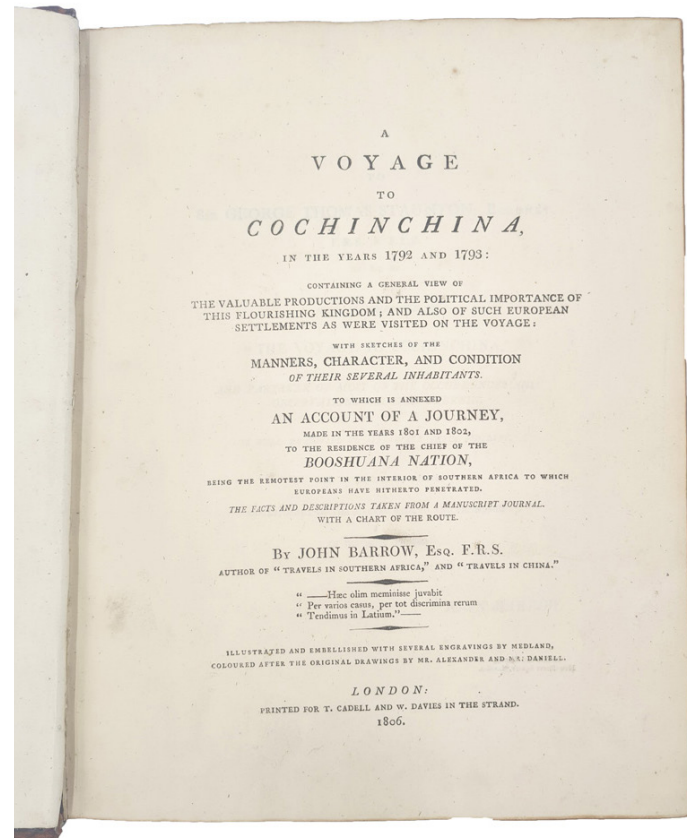 A
VOYAGE
TO
COCHINCHINA,
IN THE YEARS 1792 AND 1793:
CONTAINING A GENERAL VIEW OF
THE VALUABLE PRODUCTIONS AND THE POLITICAL IMPORTANCE OF
THIS FLOURISHING KINGDOM; AND ALSO OF SUCH EUROPEAN
SETTLEMENTS AS WERE VISITED ON THE VOYAGE:
WITH SKETCHES OF THE
MANNERS, CHARACTER, AND CONDITION
OF THEIR SEVERAL INHABITANTS.
TO WHICH IS ANNEXED
AN ACCOUNT OF A JOURNEY,
MADE IN THE YEARS 1801 AND 1802,
TO THE RESIDENCE OF THE CHIEF OF THE
BOOSHUANA NATION,
BEING THE REMOTEST POINT IN THE INTERIOR OF SOUTHERN AFRICA TO WHICH
EUROPEANS HAVE HITHERTO PENETRATED.
THE FACTS AND DESCRIPTIONS TAKEN FROM A MANUSCRIPT JOURNAL.
WITH A CHART OF THE ROUTE.
BY JOHN BARROW, ESQ. F.R.S.
AUTHOR OF "TRAVELS IN SOUTHERN AFRICA," AND "TRAVELS IN CHINA."
" ——Hæc olim meminisse juvabit
" Per varios casus, per tot discrimina rerum
" Tendimus in Latium."——
ILLUSTRATED AND EMBELLISHED WITH SEVERAL ENGRAVINGS BY MEDLAND,
COLOURED AFTER THE ORIGINAL DRAWINGS BY MR. ALEXANDER AND MR. DANIELL.
LONDON:
PRINTED FOR T. CADELL AND W. DAVIES IN THE STRAND.
1806.